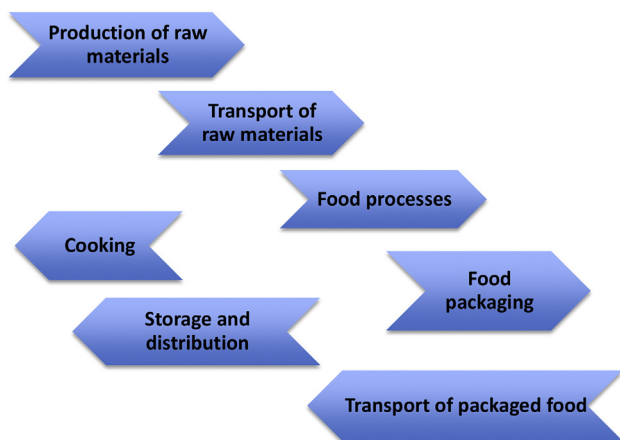 Production of raw
materials
Transport of
raw materials
Food processes
Food
packaging
Transport of packaged food
Storage and
distribution
Cooking